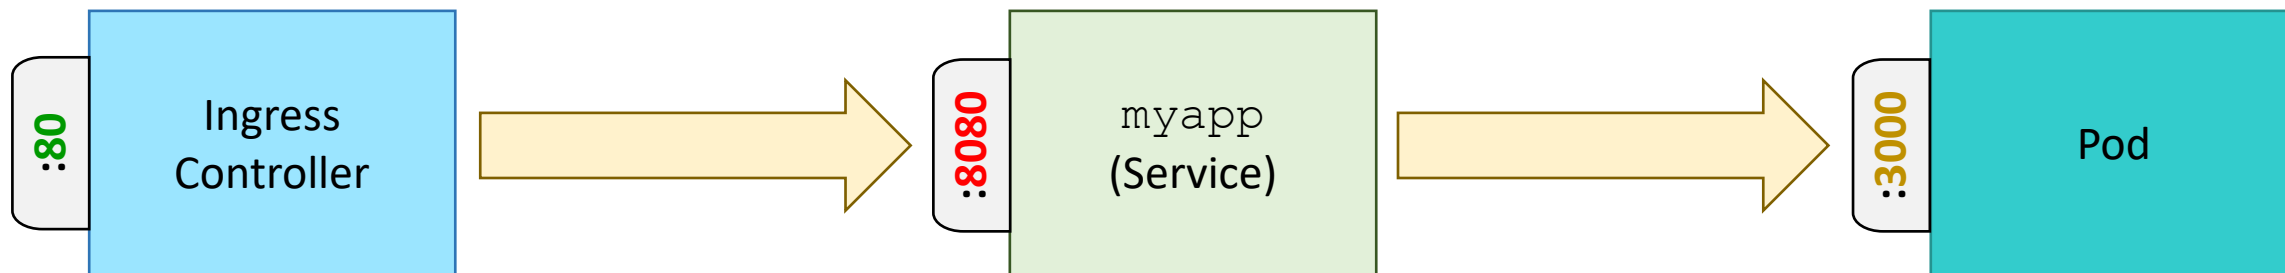 :80
Ingress
Controller
:8080
myapp
(Service)
:3000
Pod